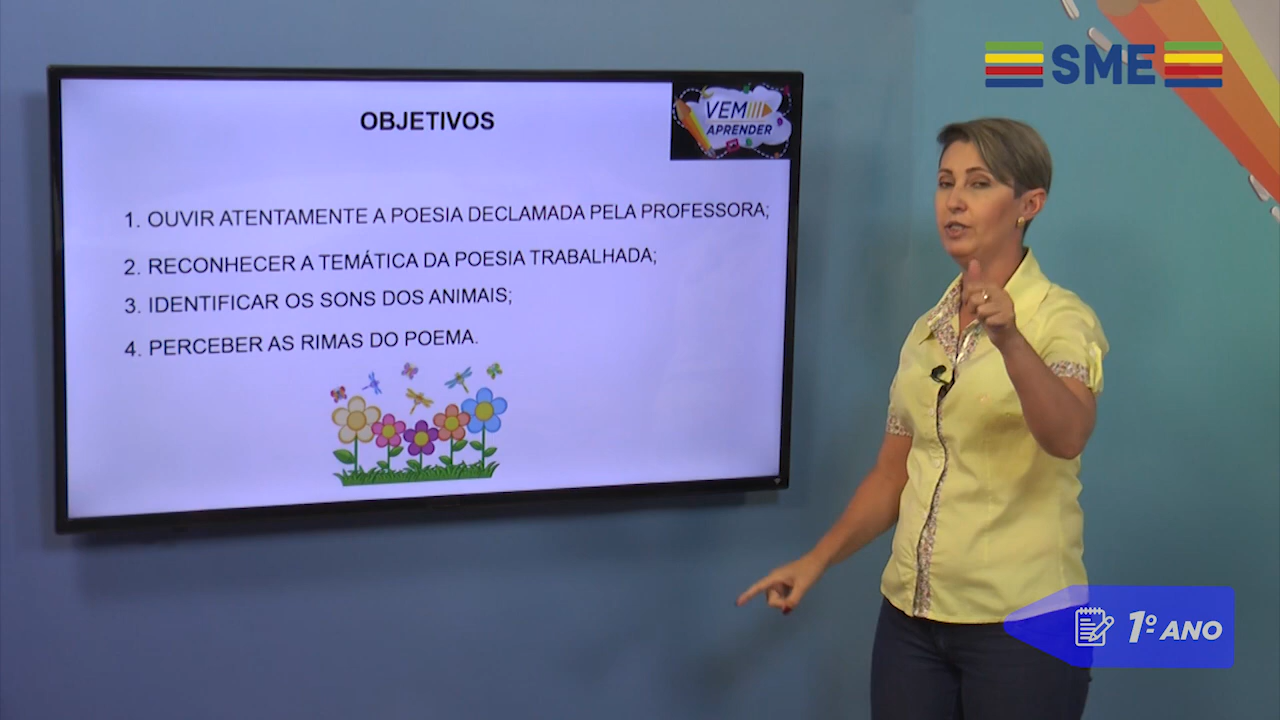 SME
OBJETIVOS
VEM
APRENDER
1. OUVIR ATENTAMENTE A POESIA DECLAMADA PELA PROFESSORA;
2. RECONHECER A TEMÁTICA DA POESIA TRABALHADA;
3. IDENTIFICAR OS SONS DOS ANIMAIS;
4. PERCEBER AS RIMAS DO POEMA.
1º ANO